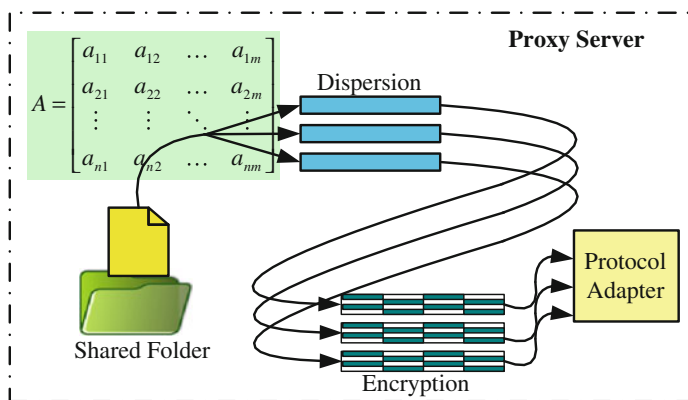 Proxy Server
A = [a11 a12 … a1m
a21 a22 … a2m
⋮ ⋮ ⋱ ⋮
an1 an2 … anm]
Dispersion
Shared Folder
Encryption
Protocol
Adapter